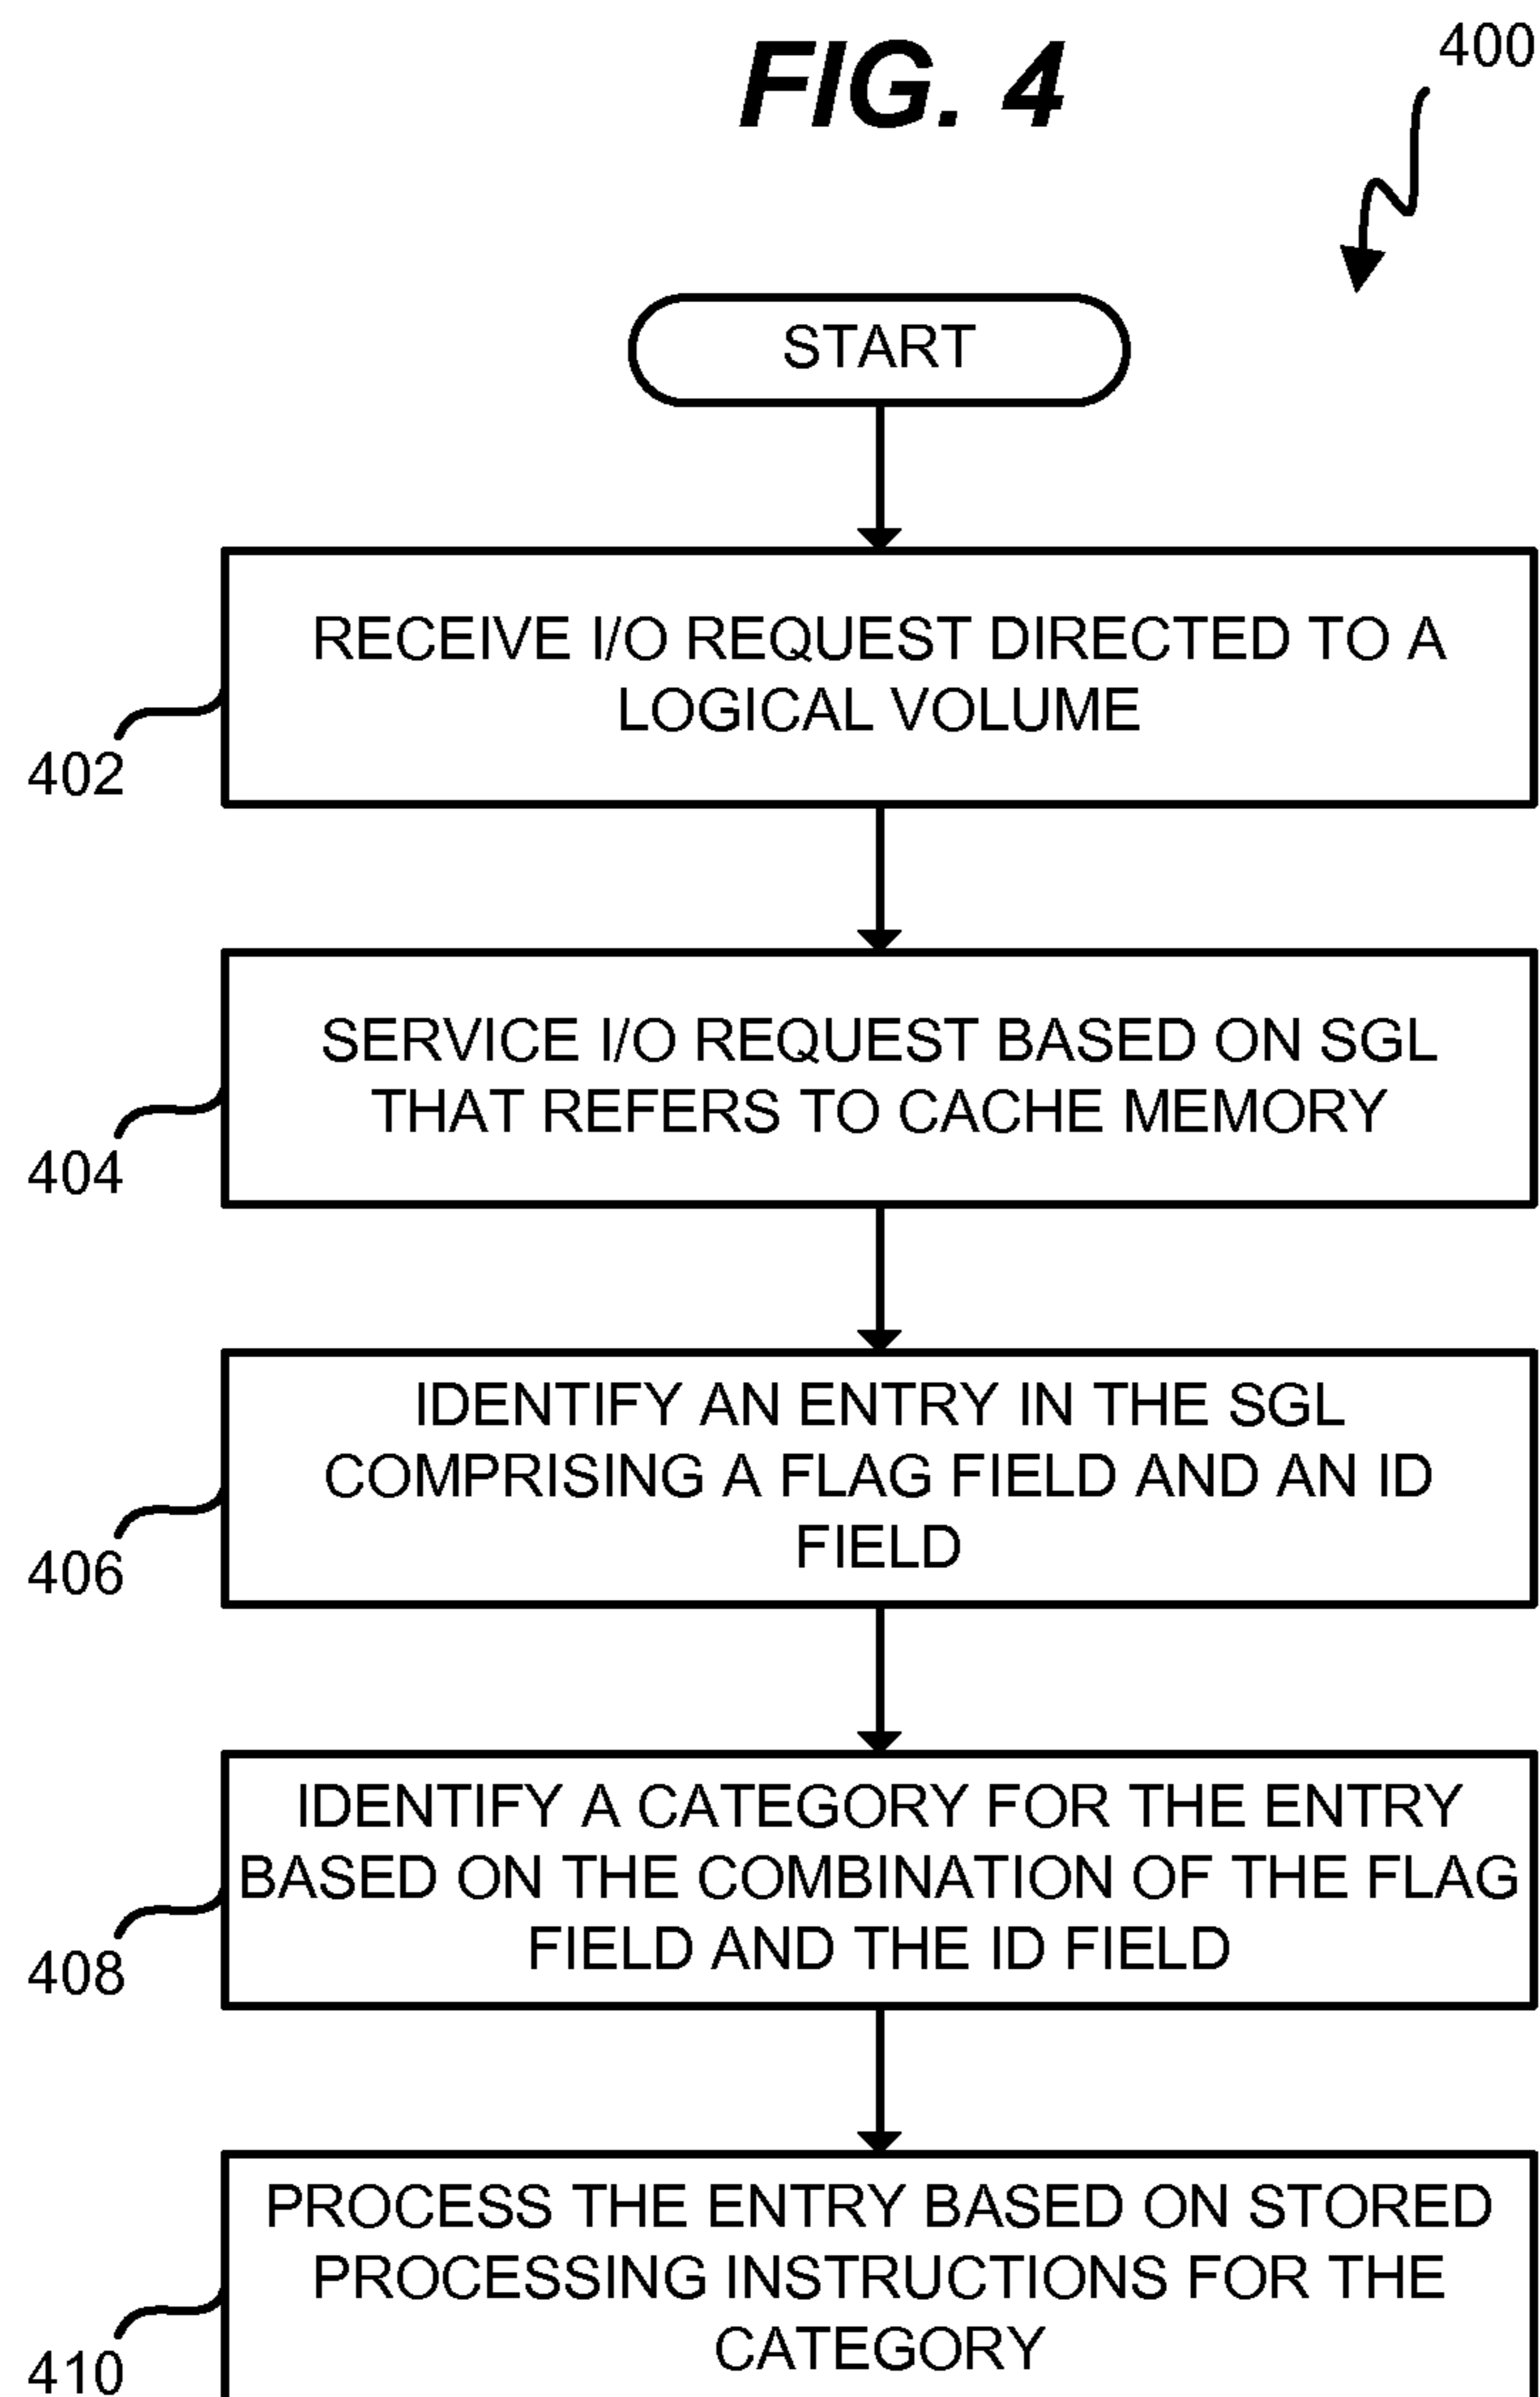 FIG. 4
400
START
RECEIVE I/O REQUEST DIRECTED TO A
LOGICAL VOLUME
402
SERVICE I/O REQUEST BASED ON SGL
THAT REFERS TO CACHE MEMORY
404
IDENTIFY AN ENTRY IN THE SGL
COMPRISING A FLAG FIELD AND AN ID
FIELD
406
IDENTIFY A CATEGORY FOR THE ENTRY
BASED ON THE COMBINATION OF THE FLAG
FIELD AND THE ID FIELD
408
PROCESS THE ENTRY BASED ON STORED
PROCESSING INSTRUCTIONS FOR THE
CATEGORY
410